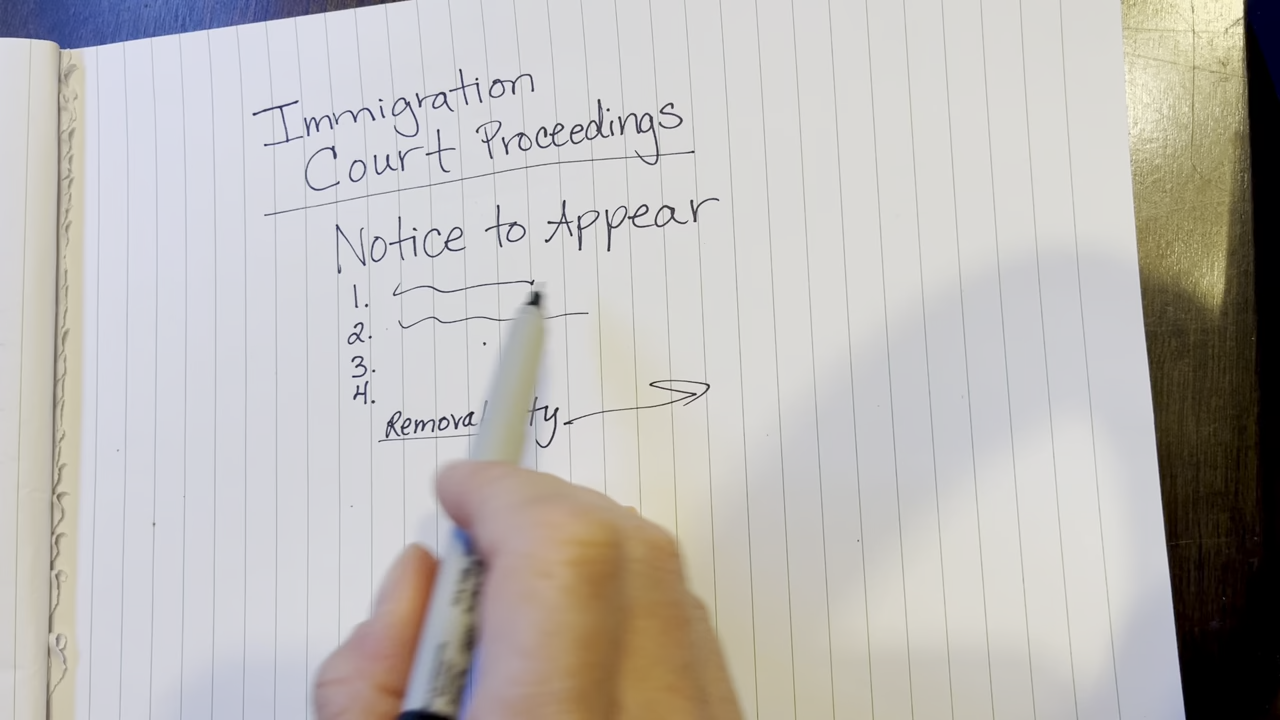 Immigration
Court Proceedings
Notice to Appear
1.
2.
3.
4.